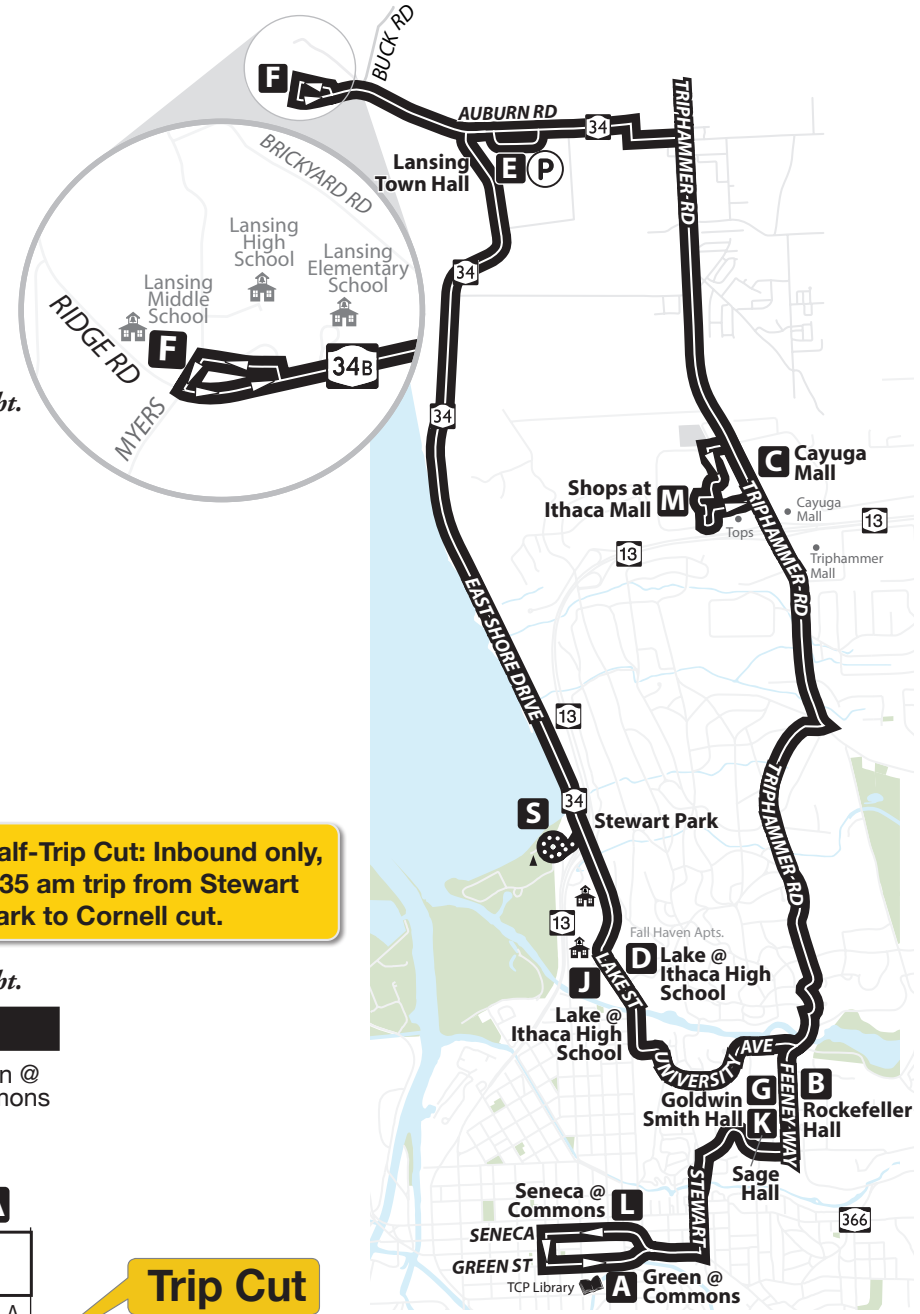 BUCK RD
F
AUBURN RD
34
TRIPHAMMER RD
Lansing
Town Hall
E
P
BRICKYARD RD
Lansing
High
School
Lansing
Elementary
School
Lansing
Middle
School
RIDGE RD
F
34B
MYERS
34
34
ht.
C
Cayuga
Mall
Shops at
Ithaca Mall
M
Tops
Cayuga
Mall
13
13
Triphammer
Mall
TRIPHAMMER RD
EAST SHORE DRIVE
13
TRIPHAMMER RD
34
S
Stewart Park
alf-Trip Cut: Inbound only,
35 am trip from Stewart
ark to Cornell cut.
13
Fall Haven Apts.
D
Lake @
Ithaca High
School
LAKE ST
J
Lake @
Ithaca High
School
ht.
n @
mons
UNIVERSITY AVE
FEENEY WAY
Goldwin
Smith Hall
G
K
B
Rockefeller
Hall
Sage
Hall
STEWART
Seneca @
Commons
L
SENECA
GREEN ST
366
TCP Library
A
Green @
Commons
A
Trip Cut